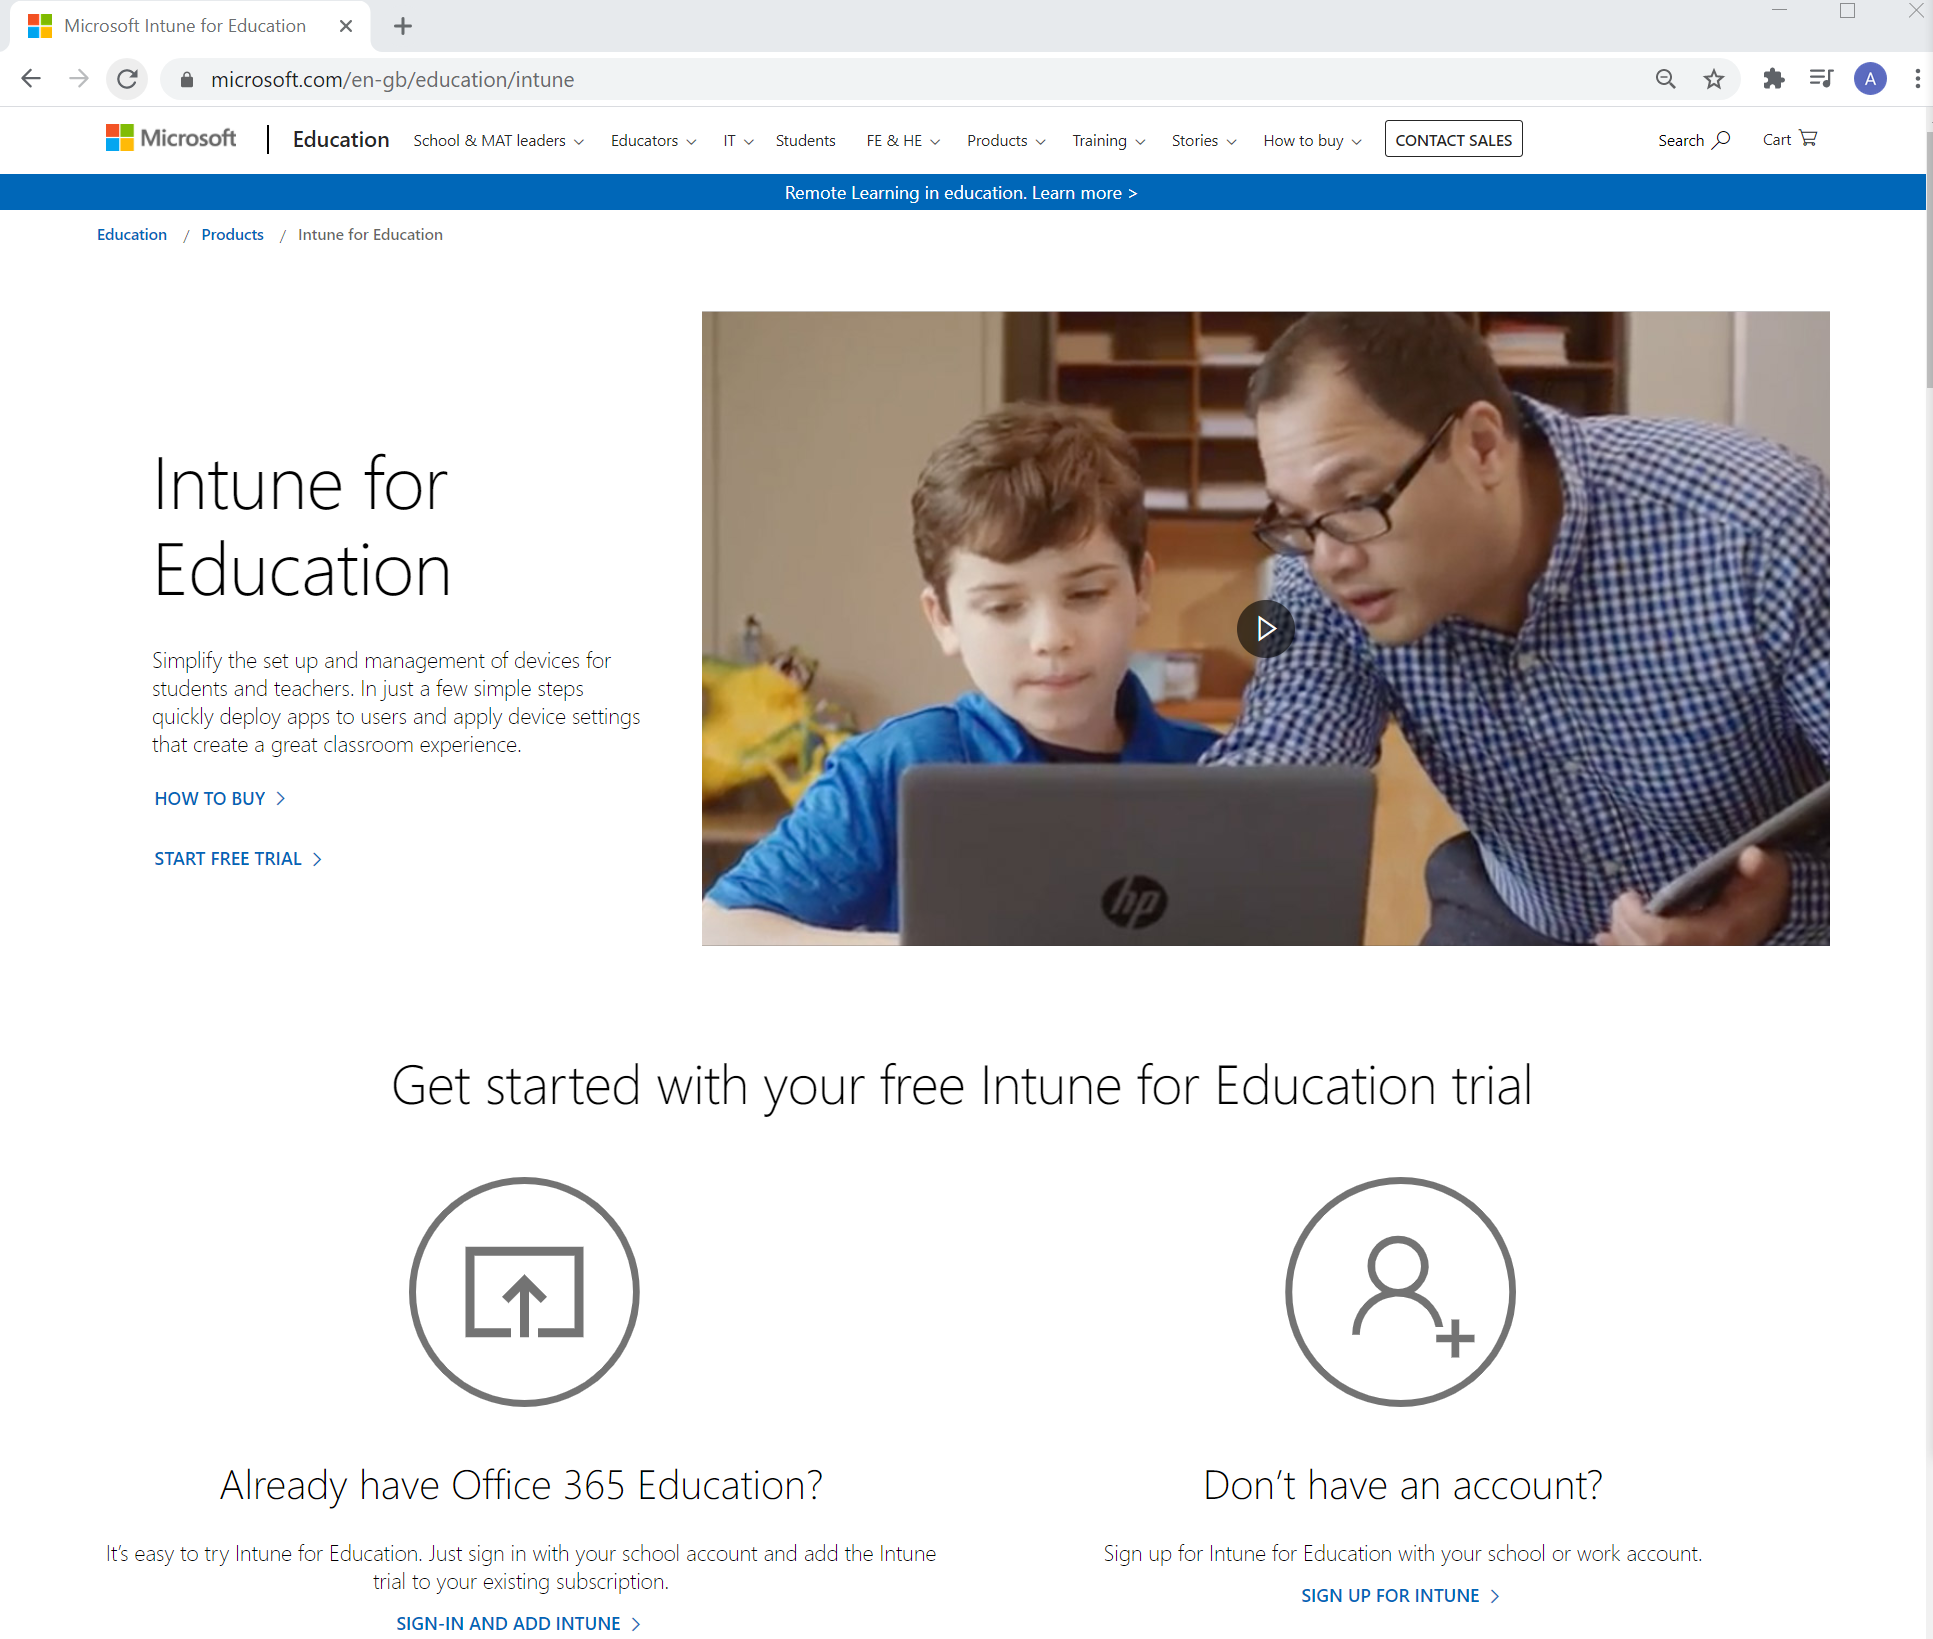 Microsoft Intune for Education
microsoft.com/en-gb/education/intune
A
Microsoft Education School & MAT leaders Educators IT Students FE & HE Products Training Stories How to buy CONTACT SALES Search Cart
Remote Learning in education. Learn more >
Education / Products / Intune for Education
Intune for
Education
Simplify the set up and management of devices for
students and teachers. In just a few simple steps
quickly deploy apps to users and apply device settings
that create a great classroom experience.
HOW TO BUY
START FREE TRIAL
hp
Get started with your free Intune for Education trial
Already have Office 365 Education?
It's easy to try Intune for Education. Just sign in with your school account and add the Intune
trial to your existing subscription.
SIGN-IN AND ADD INTUNE
Don't have an account?
Sign up for Intune for Education with your school or work account.
SIGN UP FOR INTUNE